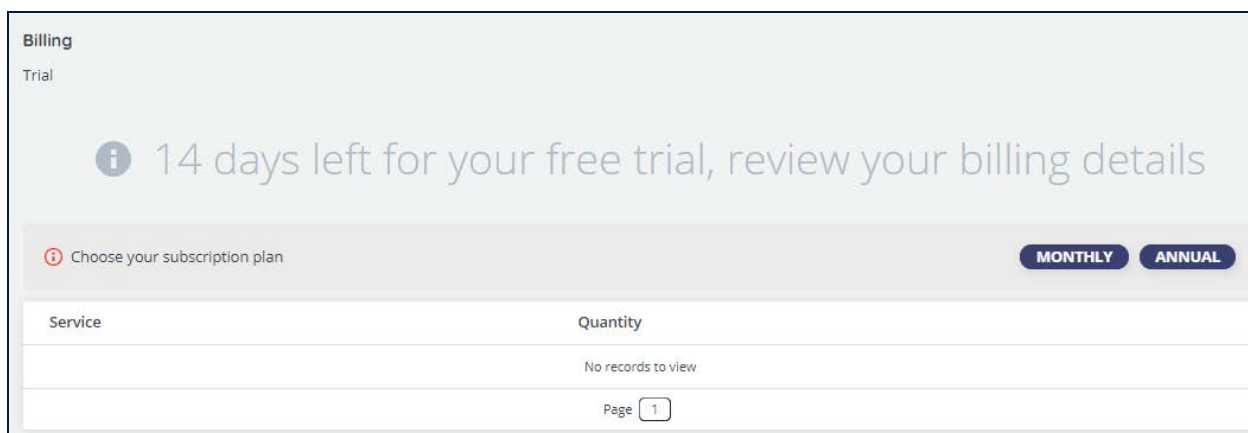 Billing
Trial
14 days left for your free trial, review your billing details
Choose your subscription plan MONTHLY ANNUAL
Service Quantity
No records to view
Page 1